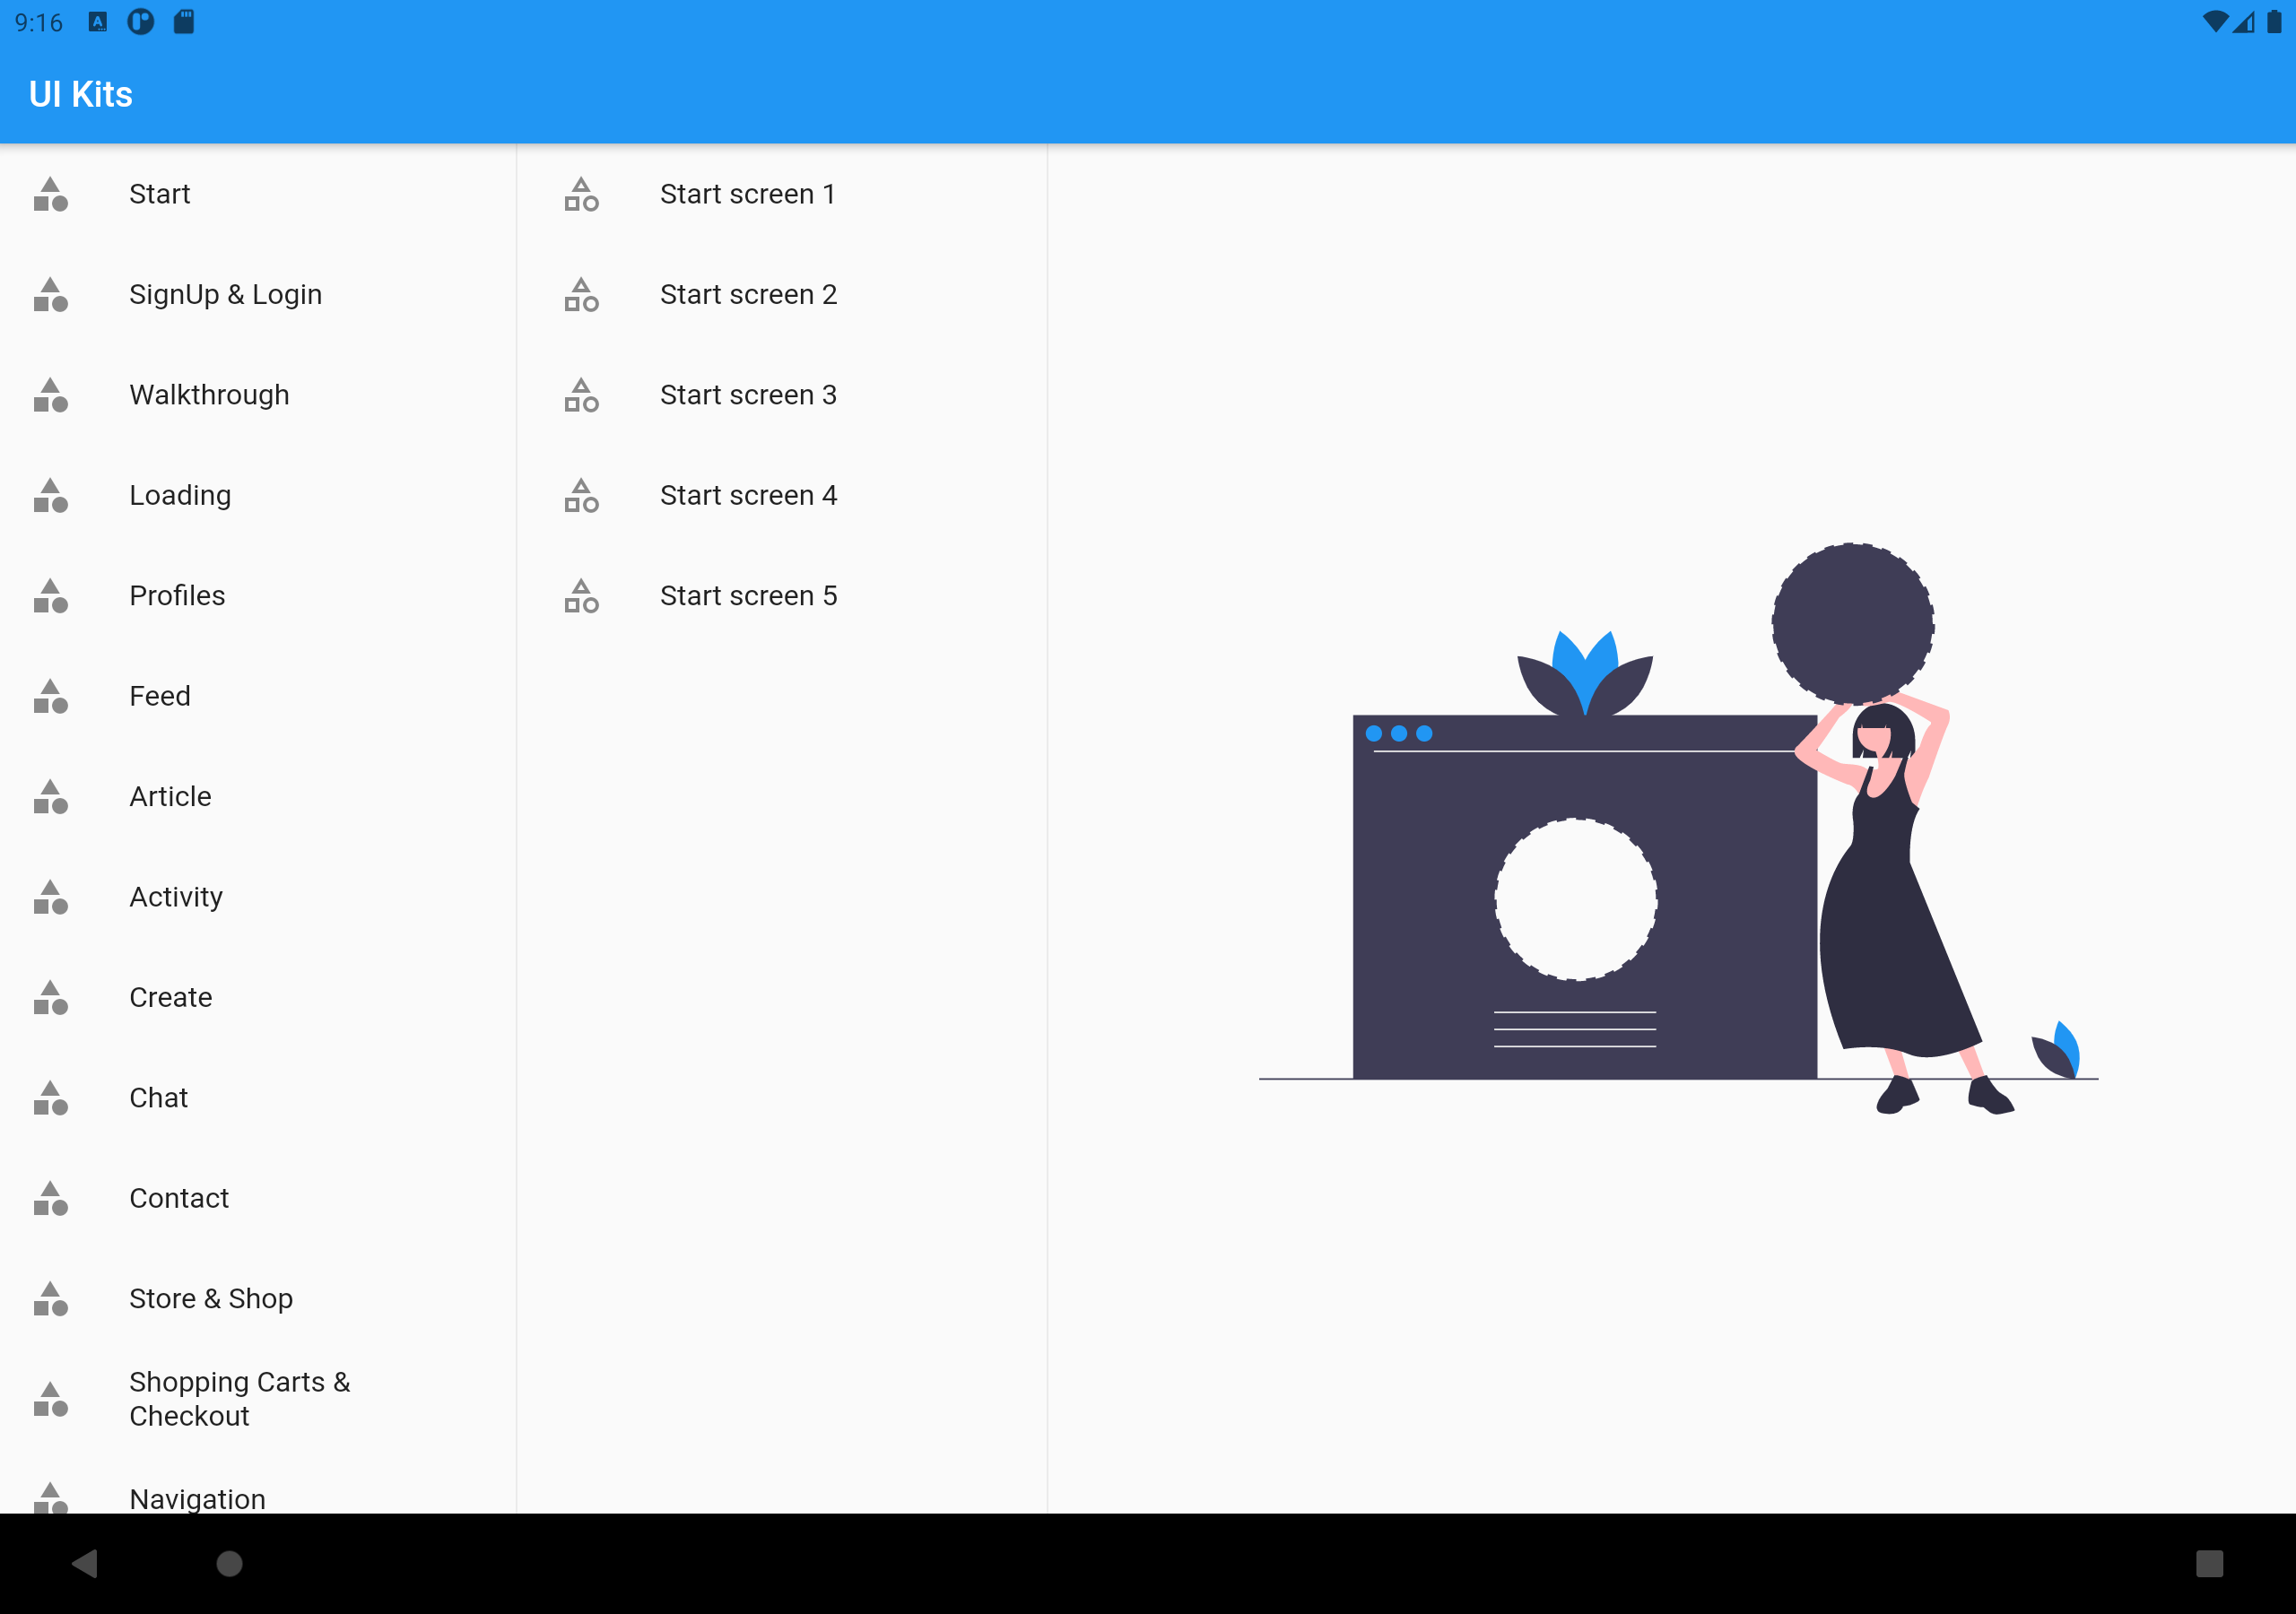 9:16
UI Kits
Start
SignUp & Login
Walkthrough
Loading
Profiles
Feed
Article
Activity
Create
Chat
Contact
Store & Shop
Shopping Carts &
Checkout
Navigation
Start screen 1
Start screen 2
Start screen 3
Start screen 4
Start screen 5